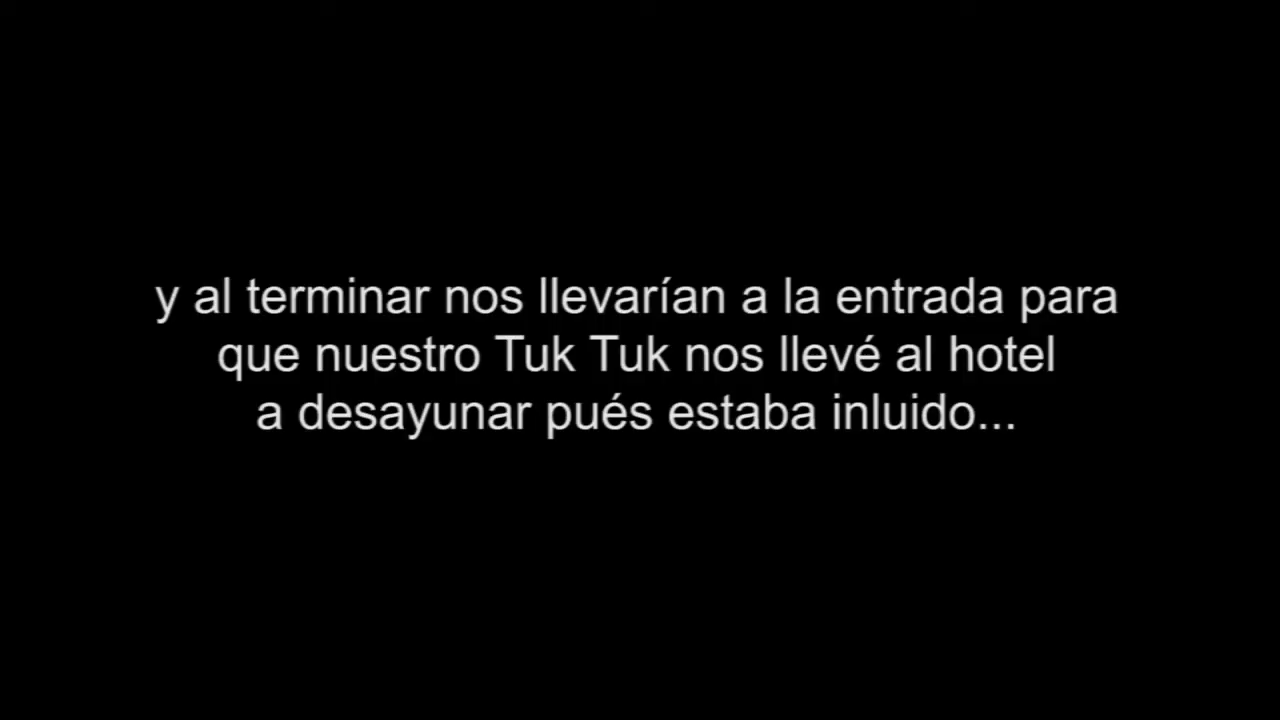 y al terminar nos llevarían a la entrada para
que nuestro Tuk Tuk nos llevé al hotel
a desayunar pués estaba inluido...